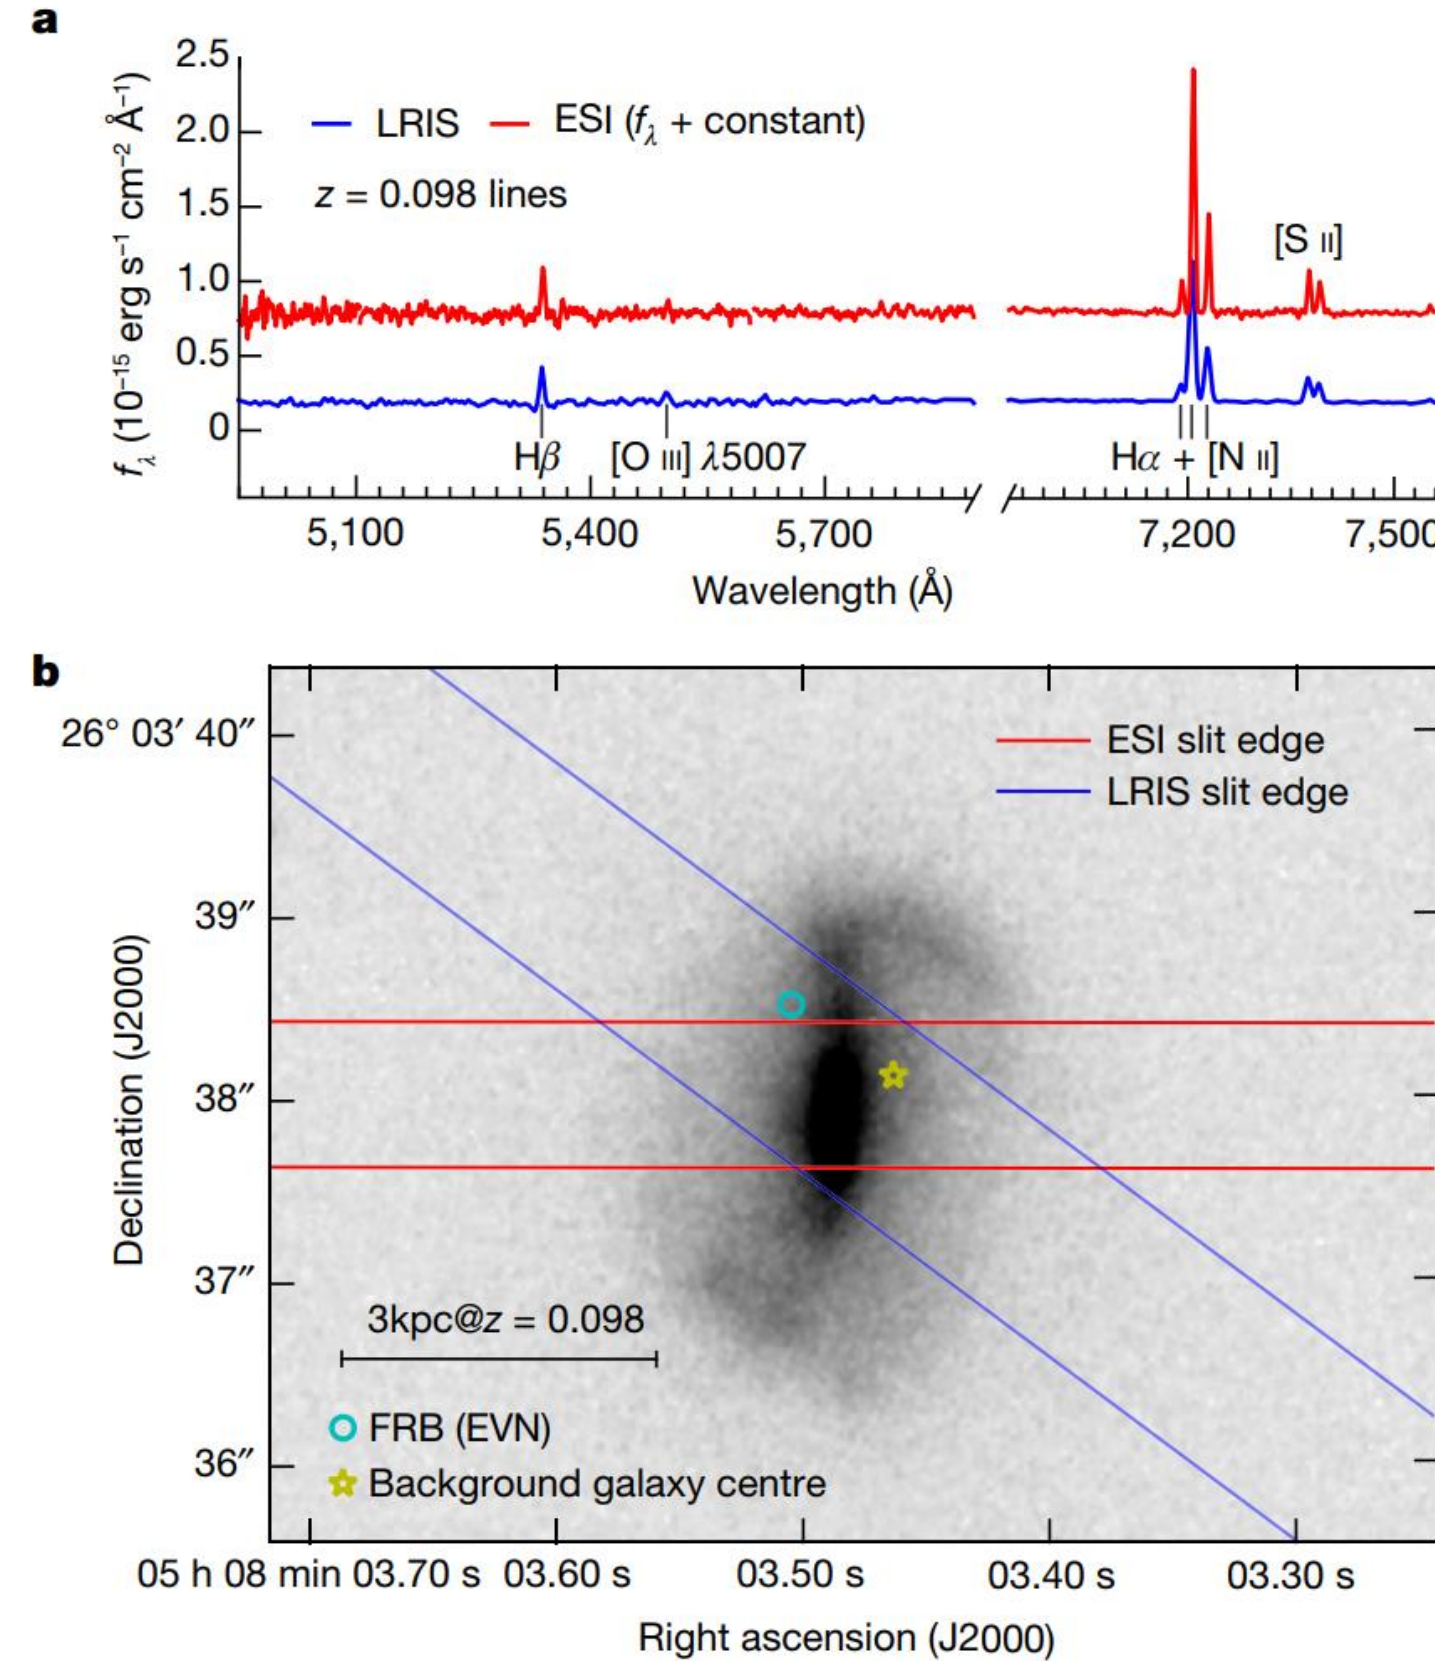 a
2.5
2.0
1.5
1.0
0.5
0
f_λ (10⁻¹⁵ erg s⁻¹ cm⁻² Å⁻¹)
LRIS ESI (f_λ + constant)
z = 0.098 lines
[S II]
Hβ [O III] λ5007 Hα + [N II]
5,100 5,400 5,700 7,200 7,500
Wavelength (Å)
b
26° 03′ 40″
39″
38″
37″
36″
Declination (J2000)
ESI slit edge
LRIS slit edge
3kpc@z = 0.098
FRB (EVN)
Background galaxy centre
05 h 08 min 03.70 s 03.60 s 03.50 s 03.40 s 03.30 s
Right ascension (J2000)